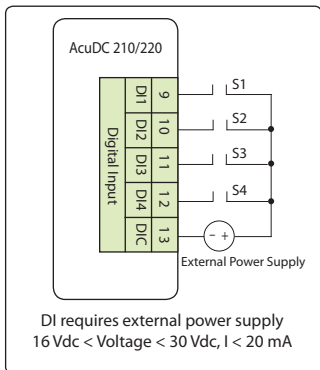 AcuDC 210/220
Digital Input
DI1 9 S1
DI2 10 S2
DI3 11 S3
DI4 12 S4
DIC 13 - +
External Power Supply
DI requires external power supply
16 Vdc < Voltage < 30 Vdc, I < 20 mA